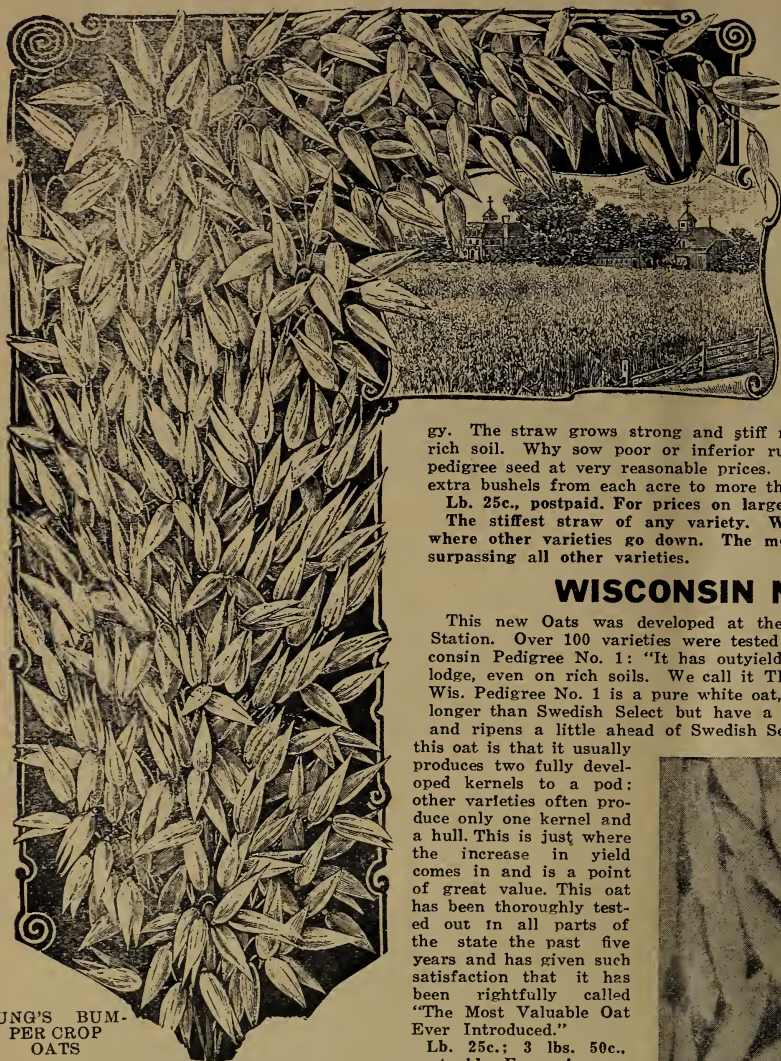 gy. The straw grows strong and stiff
rich soil. Why sow poor or inferior
pedigree seed at very reasonable prices.
extra bushels from each acre to more
Lb. 25c., postpaid. For prices on
The stiffest straw of any variety.
where other varieties go down. The
surpassing all other varieties.
WISCONSIN
This new Oats was developed at the
Station. Over 100 varieties were tested
consin Pedigree No. 1: “It has
lodge, even on rich soils. We call it
Wis. Pedigree No. 1 is a pure white oat,
longer than Swedish Select but have a
and ripens a little ahead of Swedish
this oat is that it usually
produces two fully devel-
oped kernels to a pod:
other varieties often pro-
duce only one kernel and
a hull. This is just where
the increase in yield
comes in and is a point
of great value. This oat
has been thoroughly test-
ed out in all parts of
the state the past five
years and has given such
satisfaction that it has
been rightfully called
“The Most Valuable Oat
Ever Introduced.”
Lb. 25c.; 3 lbs. 50c.,
UNG'S BUM-
PER CROP
OATS